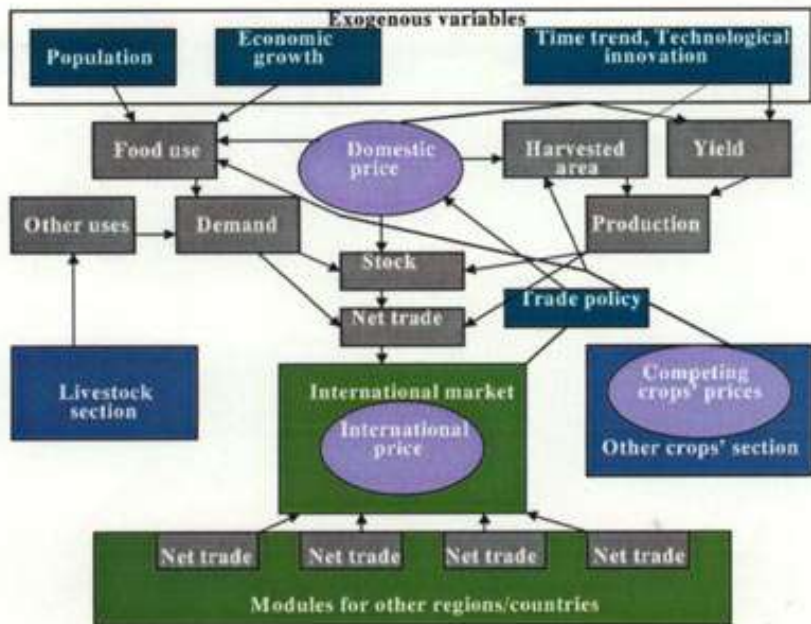 Exogenous variables
Population
Economic
growth
Time trend, Technological
innovation
Food use
Domestic
price
Harvested
area
Yield
Other uses
Demand
Production
Stock
Net trade
Trade policy
Livestock
section
International market
International
price
Competing
crops' prices
Other crops' section
Net trade
Net trade
Net trade
Net trade
Modules for other regions/countries